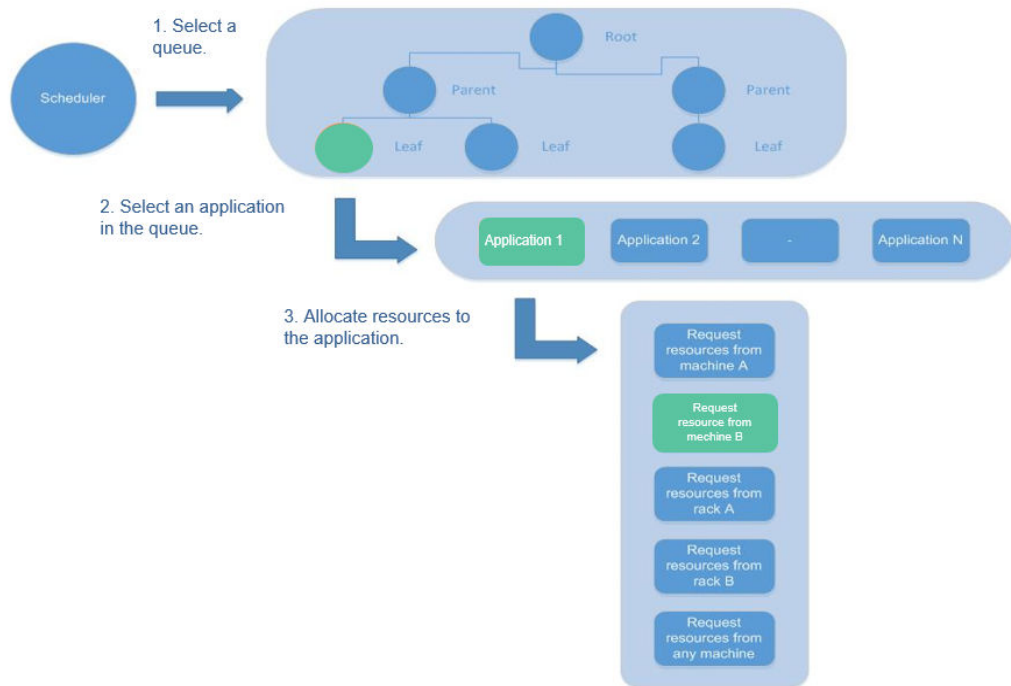 1. Select a
queue.
Root
Scheduler
Parent
Parent
Leaf
Leaf
Leaf
2. Select an application
in the queue.
Application 1
Application 2
-
Application N
3. Allocate resources to
the application.
Request
resources from
machine A
Request
resource from
mechine B
Request
resources from
rack A
Request
resources from
rack B
Request
resources from
any machine